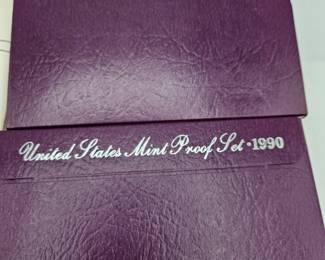 United States Mint Proof Set · 1990